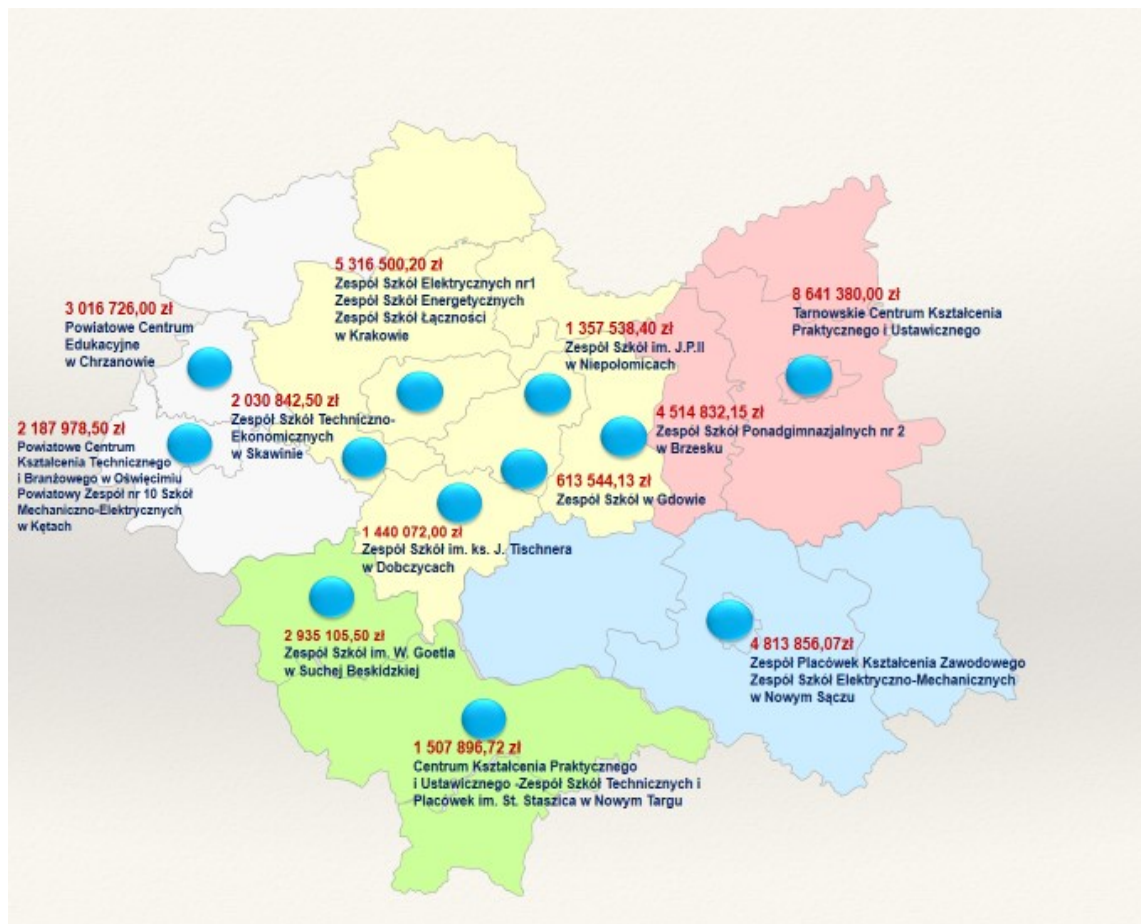 5 316 500,20 zł
Zespół Szkół Elektrycznych nr1
Zespół Szkół Energetycznych
Zespół Szkół Łączności
w Krakowie
3 016 726,00 zł
Powiatowe Centrum
Edukacyjne
w Chrzanowie
8 641 380,00 zł
Tarnowskie Centrum Kształcenia
Praktycznego i Ustawicznego
1 357 538,40 zł
Zespół Szkół im. J.P.II
w Niepołomicach
2 030 842,50 zł
Zespół Szkół Techniczno-
Ekonomicznych
w Skawinie
4 514 832,15 zł
Zespół Szkół Ponadgimnazjalnych nr 2
w Brzesku
2 187 978,50 zł
Powiatowe Centrum
Kształcenia Technicznego
i Branżowego w Oświęcimiu
Powiatowy Zespół nr 10 Szkół
Mechaniczno-Elektrycznych
w Kętach
613 544,13 zł
Zespół Szkół w Gdowie
1 440 072,00 zł
Zespół Szkół im. ks. J. Tischnera
w Dobczycach
2 935 105,50 zł
Zespół Szkół im. W. Goetla
w Suchej Beskidzkiej
4 813 856,07zł
Zespół Placówek Kształcenia Zawodowego
Zespół Szkół Elektryczno-Mechanicznych
w Nowym Sączu
1 507 896,72 zł
Centrum Kształcenia Praktycznego
i Ustawicznego -Zespół Szkół Technicznych i
Placówek im. St. Staszica w Nowym Targu